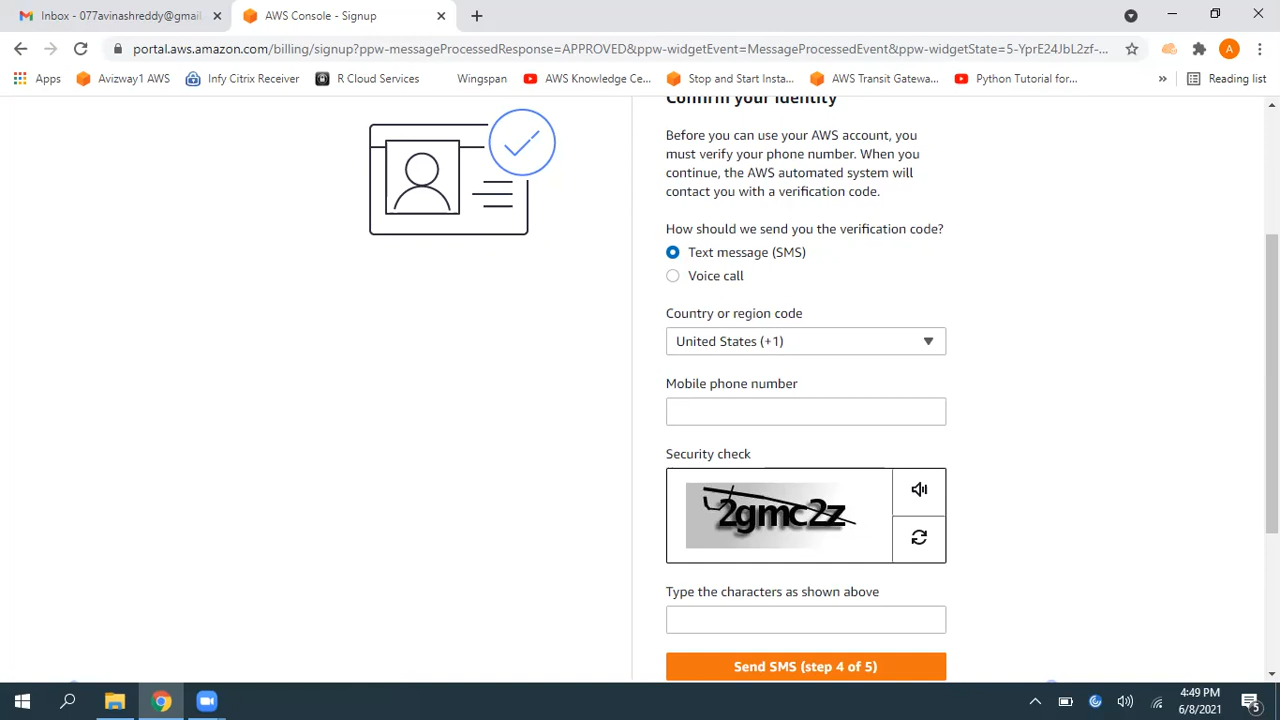 Inbox - 077avinashreddy@gmail.
AWS Console - Signup
portal.aws.amazon.com/billing/signup?ppw-messageProcessedResponse=APPROVED&ppw-widgetEvent=MessageProcessedEvent&ppw-widgetState=5-YprE24JbL2zf-...
A
Apps
Avizway1 AWS
Infy Citrix Receiver
R Cloud Services
Wingspan
AWS Knowledge Ce...
Stop and Start Insta...
AWS Transit Gatewa...
Python Tutorial for...
»
Reading list
Confirm your identity
Before you can use your AWS account, you
must verify your phone number. When you
continue, the AWS automated system will
contact you with a verification code.
How should we send you the verification code?
Text message (SMS)
Voice call
Country or region code
United States (+1)
Mobile phone number
Security check
2gmc2z
Type the characters as shown above
Send SMS (step 4 of 5)
4:49 PM
6/8/2021
5